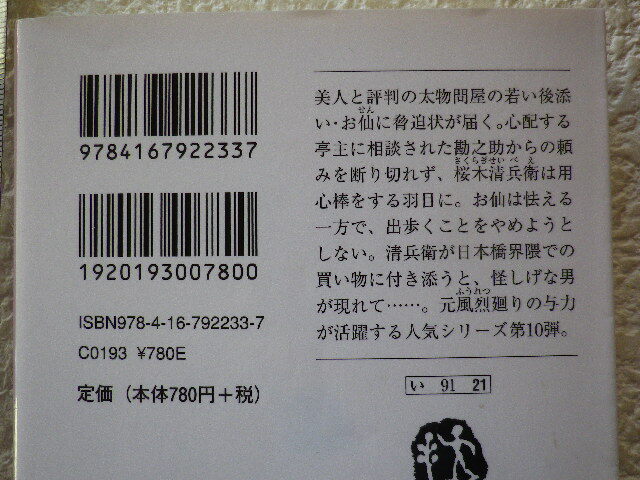 9784167922337
1920193007800
ISBN978-4-16-792233-7
C0193 ¥780E
定価（本体780円＋税）
美人と評判の太物問屋の若い後添
い・お仙に脅迫状が届く。心配する
亭主に相談された勘之助からの頼
みを断り切れず、桜木清兵衛は用
心棒をする羽目に。お仙は怯える
一方で、出歩くことをやめようと
しない。清兵衛が日本橋界隈での
買い物に付き添うと、怪しげな男
が現れて……。元風烈廻りの与力
が活躍する人気シリーズ第10弾。
い 91 21